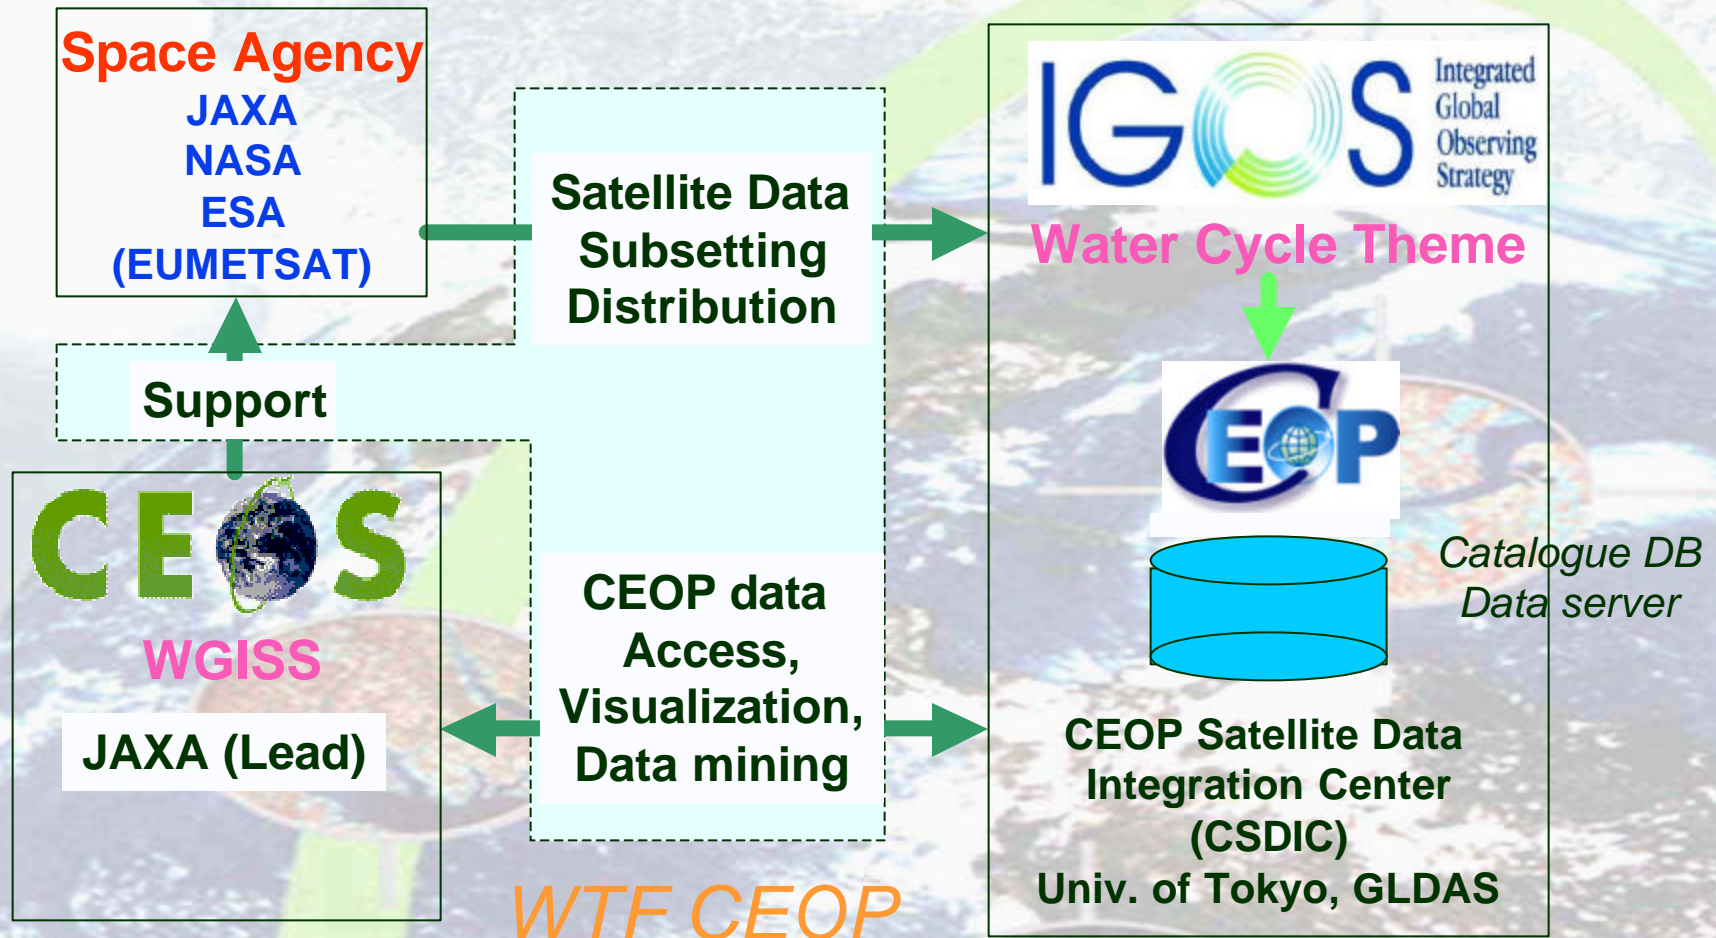 Space Agency
JAXA
NASA
ESA
(EUMETSAT)
Support
CEOS
WGISS
JAXA (Lead)
Satellite Data
Subsetting
Distribution
CEOP data
Access,
Visualization,
Data mining
WTF CEOP
IGOS
Integrated
Global
Observing
Strategy
Water Cycle Theme
CEOP
Catalogue DB
Data server
CEOP Satellite Data
Integration Center
(CSDIC)
Univ. of Tokyo, GLDAS